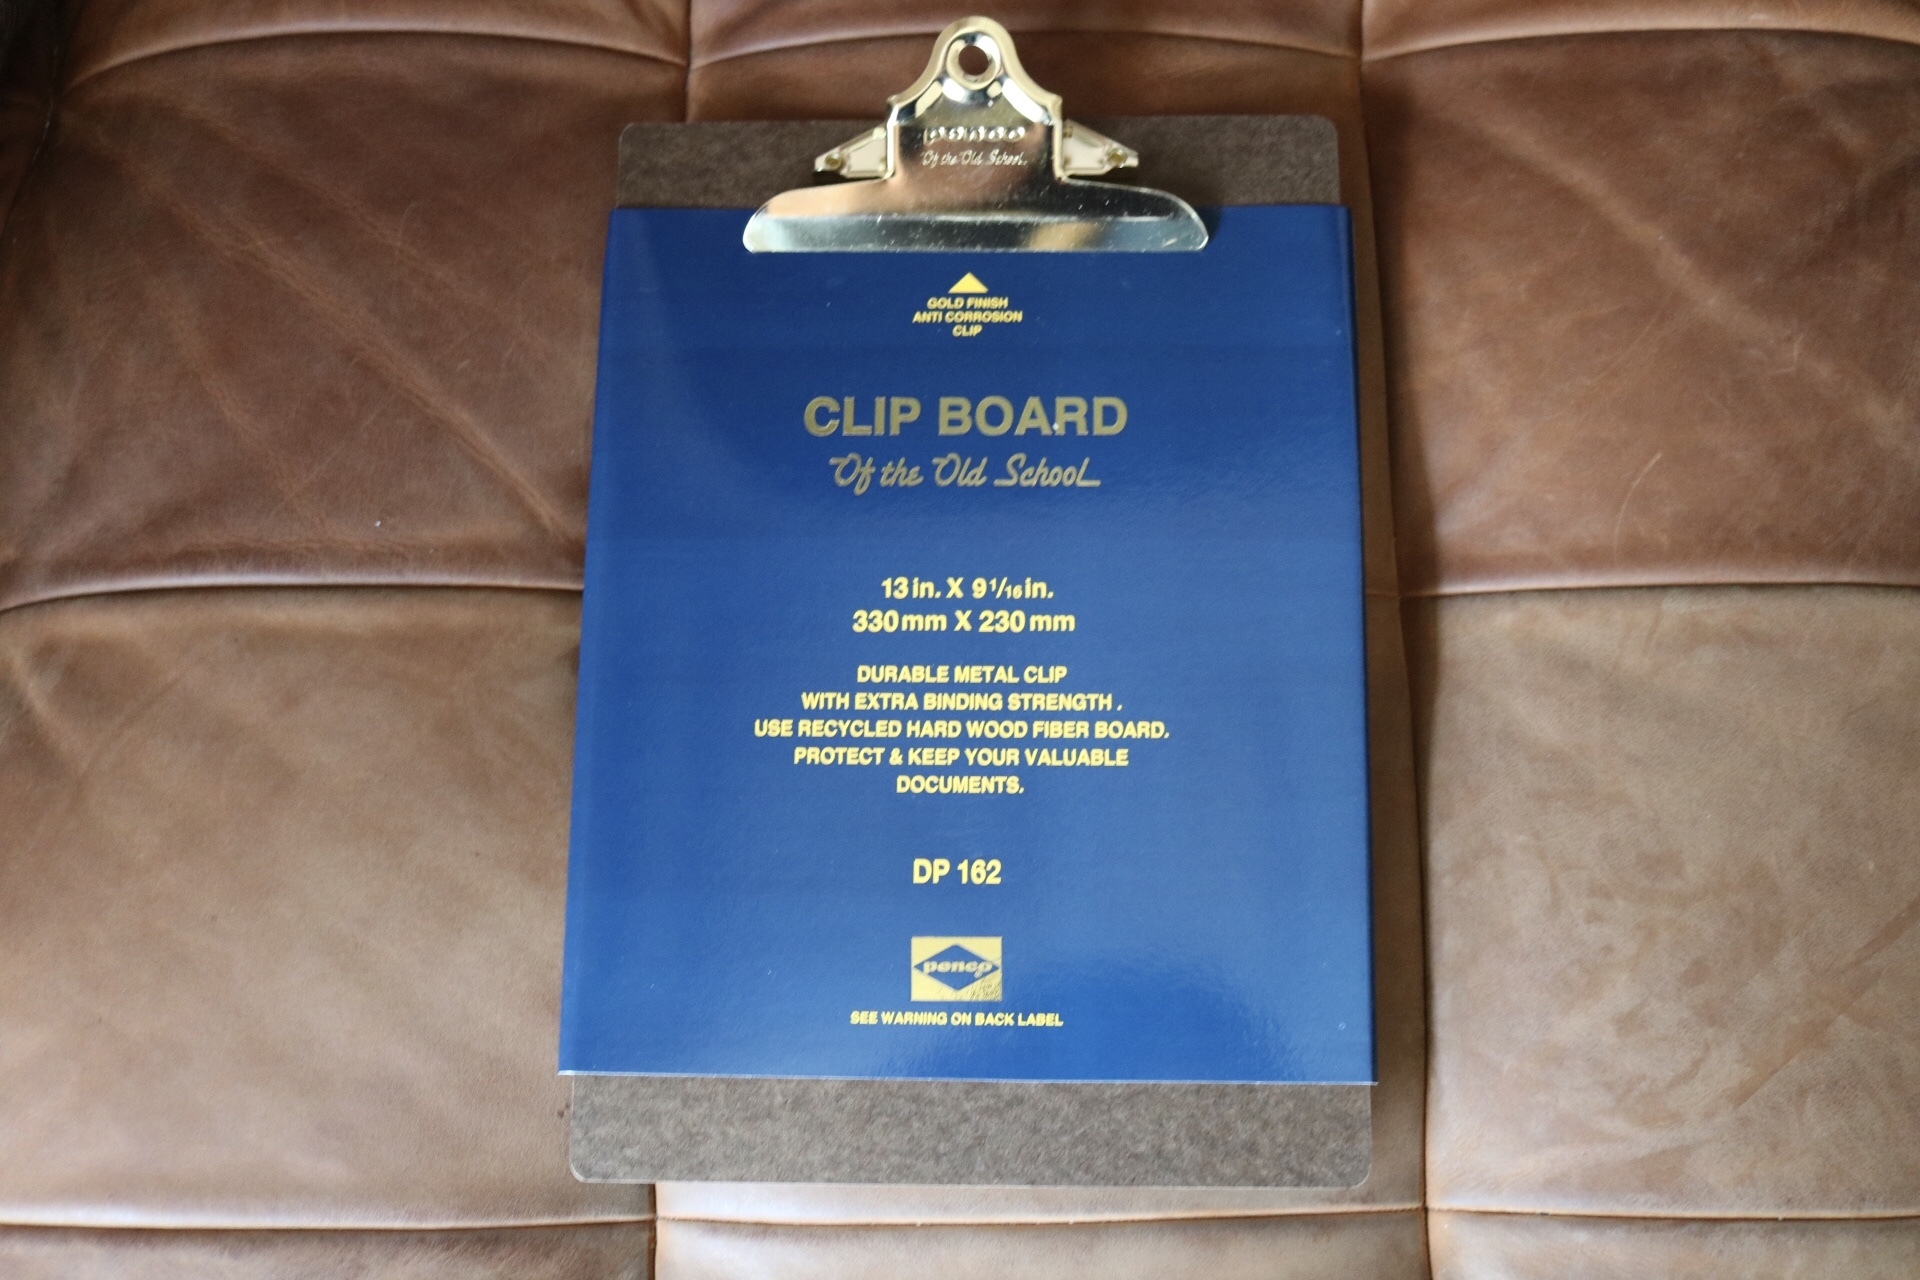 penco
Of the Old School.
GOLD FINISH
ANTI CORROSION
CLIP
CLIP BOARD
Of the Old School
13 in. X 9 1/16 in.
330 mm X 230 mm
DURABLE METAL CLIP
WITH EXTRA BINDING STRENGTH .
USE RECYCLED HARD WOOD FIBER BOARD.
PROTECT & KEEP YOUR VALUABLE
DOCUMENTS.
DP 162
penco
SEE WARNING ON BACK LABEL